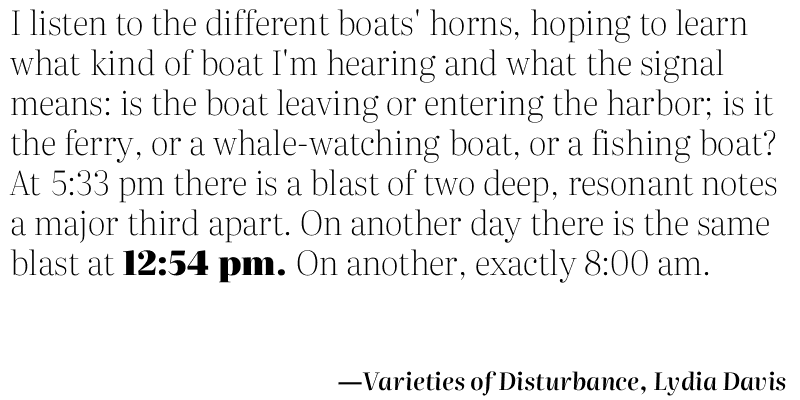 I listen to the different boats' horns, hoping to learn
what kind of boat I'm hearing and what the signal
means: is the boat leaving or entering the harbor; is it
the ferry, or a whale-watching boat, or a fishing boat?
At 5:33 pm there is a blast of two deep, resonant notes
a major third apart. On another day there is the same
blast at 12:54 pm. On another, exactly 8:00 am.
—Varieties of Disturbance, Lydia Davis